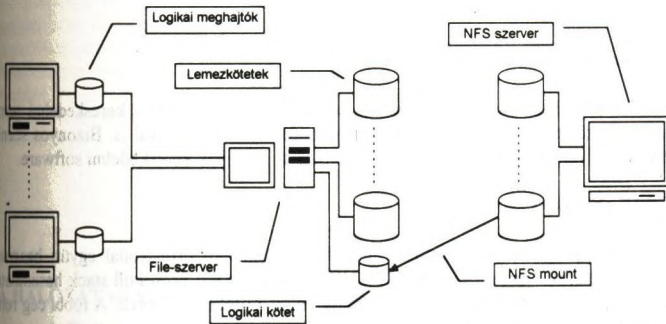 Logikai meghajtók
NFS szerver
Lemezkötetek
File-szerver
NFS mount
Logikai kötet